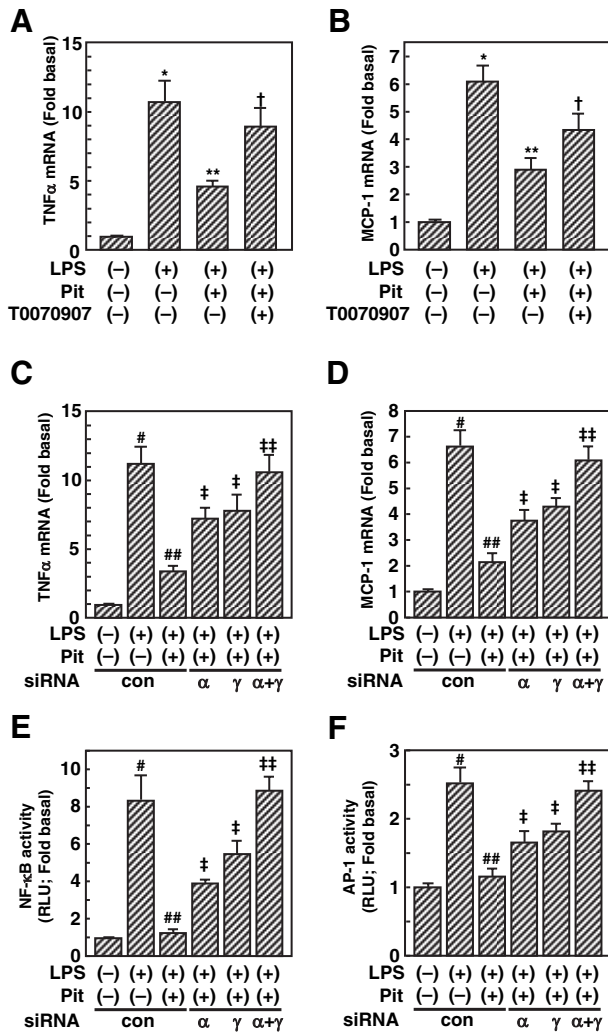 A
TNFα mRNA (Fold basal)
15
10
5
0
*
**
†
LPS (−) (+) (+) (+)
Pit (−) (−) (+) (+)
T0070907 (−) (−) (−) (+)
B
MCP-1 mRNA (Fold basal)
7
6
5
4
3
2
1
0
*
**
†
LPS (−) (+) (+) (+)
Pit (−) (−) (+) (+)
T0070907 (−) (−) (−) (+)
C
TNFα mRNA (Fold basal)
15
10
5
0
#
##
‡
‡
‡‡
LPS (−) (+) (+) (+) (+) (+)
Pit (−) (−) (+) (+) (+) (+)
siRNA con α γ α+γ
D
MCP-1 mRNA (Fold basal)
8
7
6
5
4
3
2
1
0
#
##
‡
‡
‡‡
LPS (−) (+) (+) (+) (+) (+)
Pit (−) (−) (+) (+) (+) (+)
siRNA con α γ α+γ
E
NF-κB activity
(RLU; Fold basal)
10
8
6
4
2
0
#
##
‡
‡
‡‡
LPS (−) (+) (+) (+) (+) (+)
Pit (−) (−) (+) (+) (+) (+)
siRNA con α γ α+γ
F
AP-1 activity
(RLU; Fold basal)
3
2
1
0
#
##
‡
‡
‡‡
LPS (−) (+) (+) (+) (+) (+)
Pit (−) (−) (+) (+) (+) (+)
siRNA con α γ α+γ